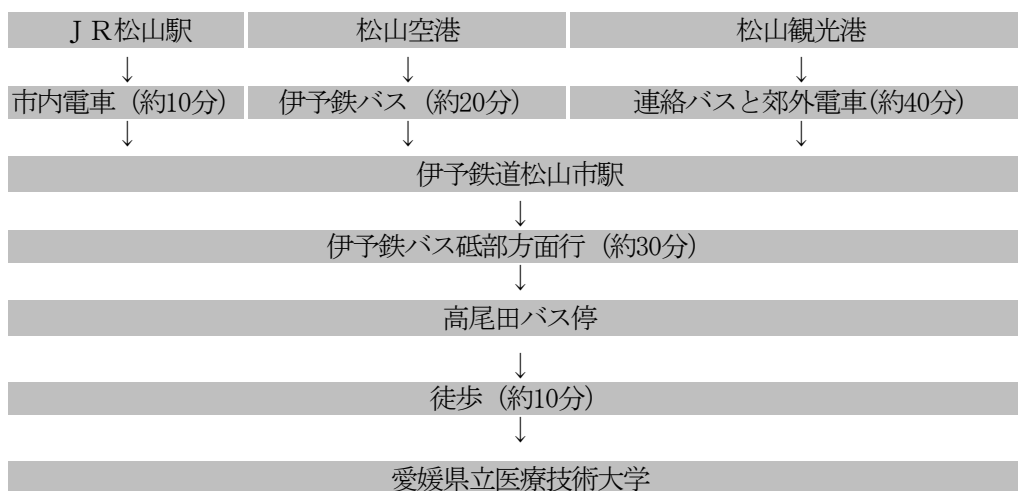 ＪＲ松山駅 松山空港 松山観光港
↓ ↓ ↓
市内電車（約10分） 伊予鉄バス（約20分） 連絡バスと郊外電車(約40分)
↓ ↓ ↓
伊予鉄道松山市駅
↓
伊予鉄バス砥部方面行（約30分）
↓
高尾田バス停
↓
徒歩（約10分）
↓
愛媛県立医療技術大学